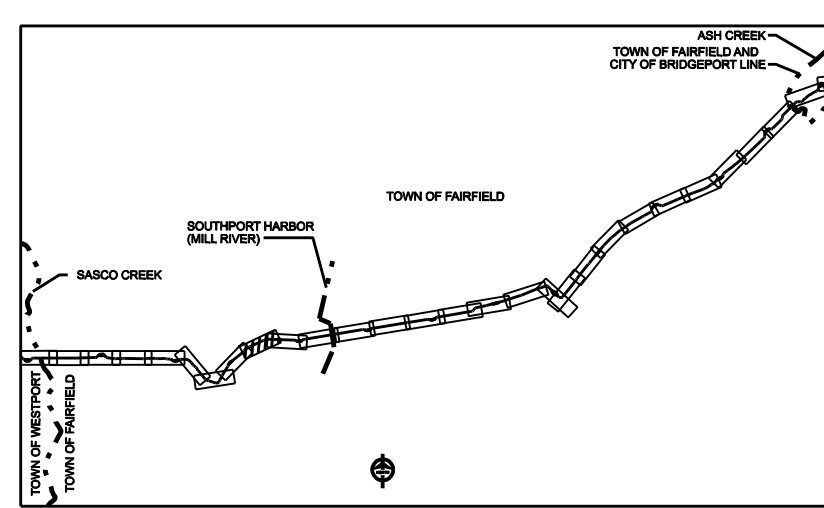 ASH CREEK
TOWN OF FAIRFIELD AND
CITY OF BRIDGEPORT LINE
TOWN OF FAIRFIELD
SOUTHPORT HARBOR
(MILL RIVER)
SASCO CREEK
TOWN OF WESTPORT
TOWN OF FAIRFIELD